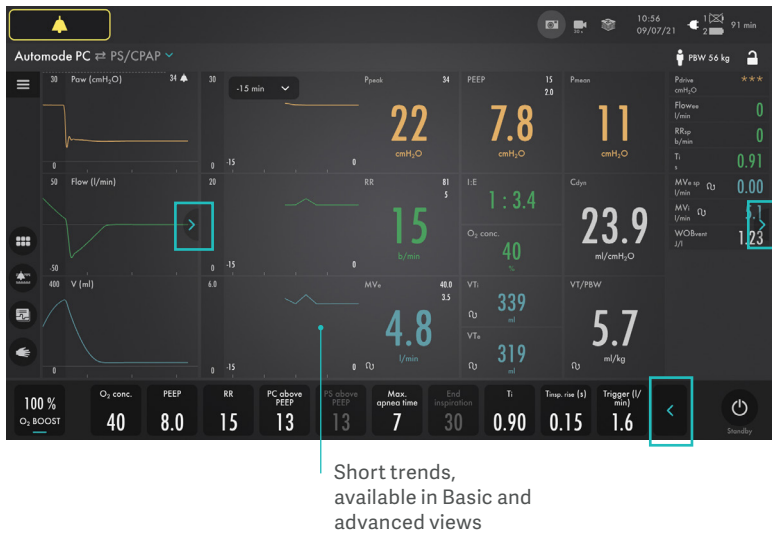 10:56
09/07/21
1
2
91 min
Automode PC ⇄ PS/CPAP
PBW 56 kg
30 Paw (cmH₂O) 34
0
30
-15 min
-15 0
0
Ppeak 34
22
cmH₂O
PEEP 15
2.0
7.8
cmH₂O
Pmean
11
cmH₂O
Pdrive ***
cmH₂O
Flowee 0
l/min
RRsp 0
b/min
Ti 0.91
s
MVe sp 0.00
l/min
MVi 5.1
l/min
WOBvent 1.23
J/l
50 Flow (l/min)
-50
20
0 -15 0
RR 81
5
15
b/min
I:E
1 : 3.4
O₂ conc.
40
%
Cdyn
23.9
ml/cmH₂O
400 V (ml)
0
6.0
0 -15 0
MVe 40.0
3.5
4.8
l/min
VTi
339
ml
VTe
319
ml
VT/PBW
5.7
ml/kg
100 %
O₂ BOOST
O₂ conc.
40
PEEP
8.0
RR
15
PC above
PEEP
13
PS above
PEEP
13
Max.
apnea time
7
End
inspiration
30
Ti
0.90
Tinsp. rise (s)
0.15
Trigger (l/
min)
1.6
Standby
Short trends,
available in Basic and
advanced views